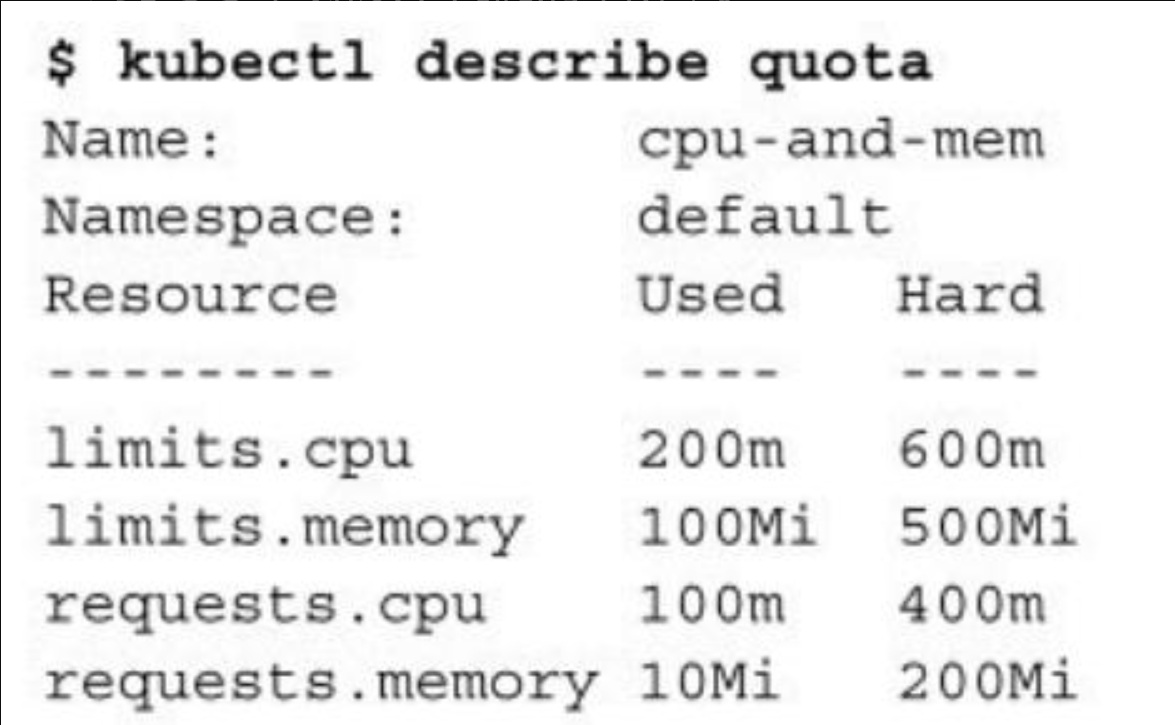 $ kubectl describe quota
Name: cpu-and-mem
Namespace: default
Resource Used Hard
-------- ---- ----
limits.cpu 200m 600m
limits.memory 100Mi 500Mi
requests.cpu 100m 400m
requests.memory 10Mi 200Mi